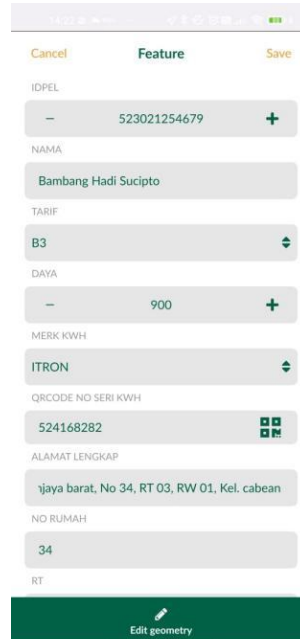 Cancel Feature Save
IDPEL
− 523021254679 +
NAMA
Bambang Hadi Sucipto
TARIF
B3
DAYA
− 900 +
MERK KWH
ITRON
QRCODE NO SERI KWH
524168282
ALAMAT LENGKAP
njaya barat, No 34, RT 03, RW 01, Kel. cabean
NO RUMAH
34
RT
Edit geometry